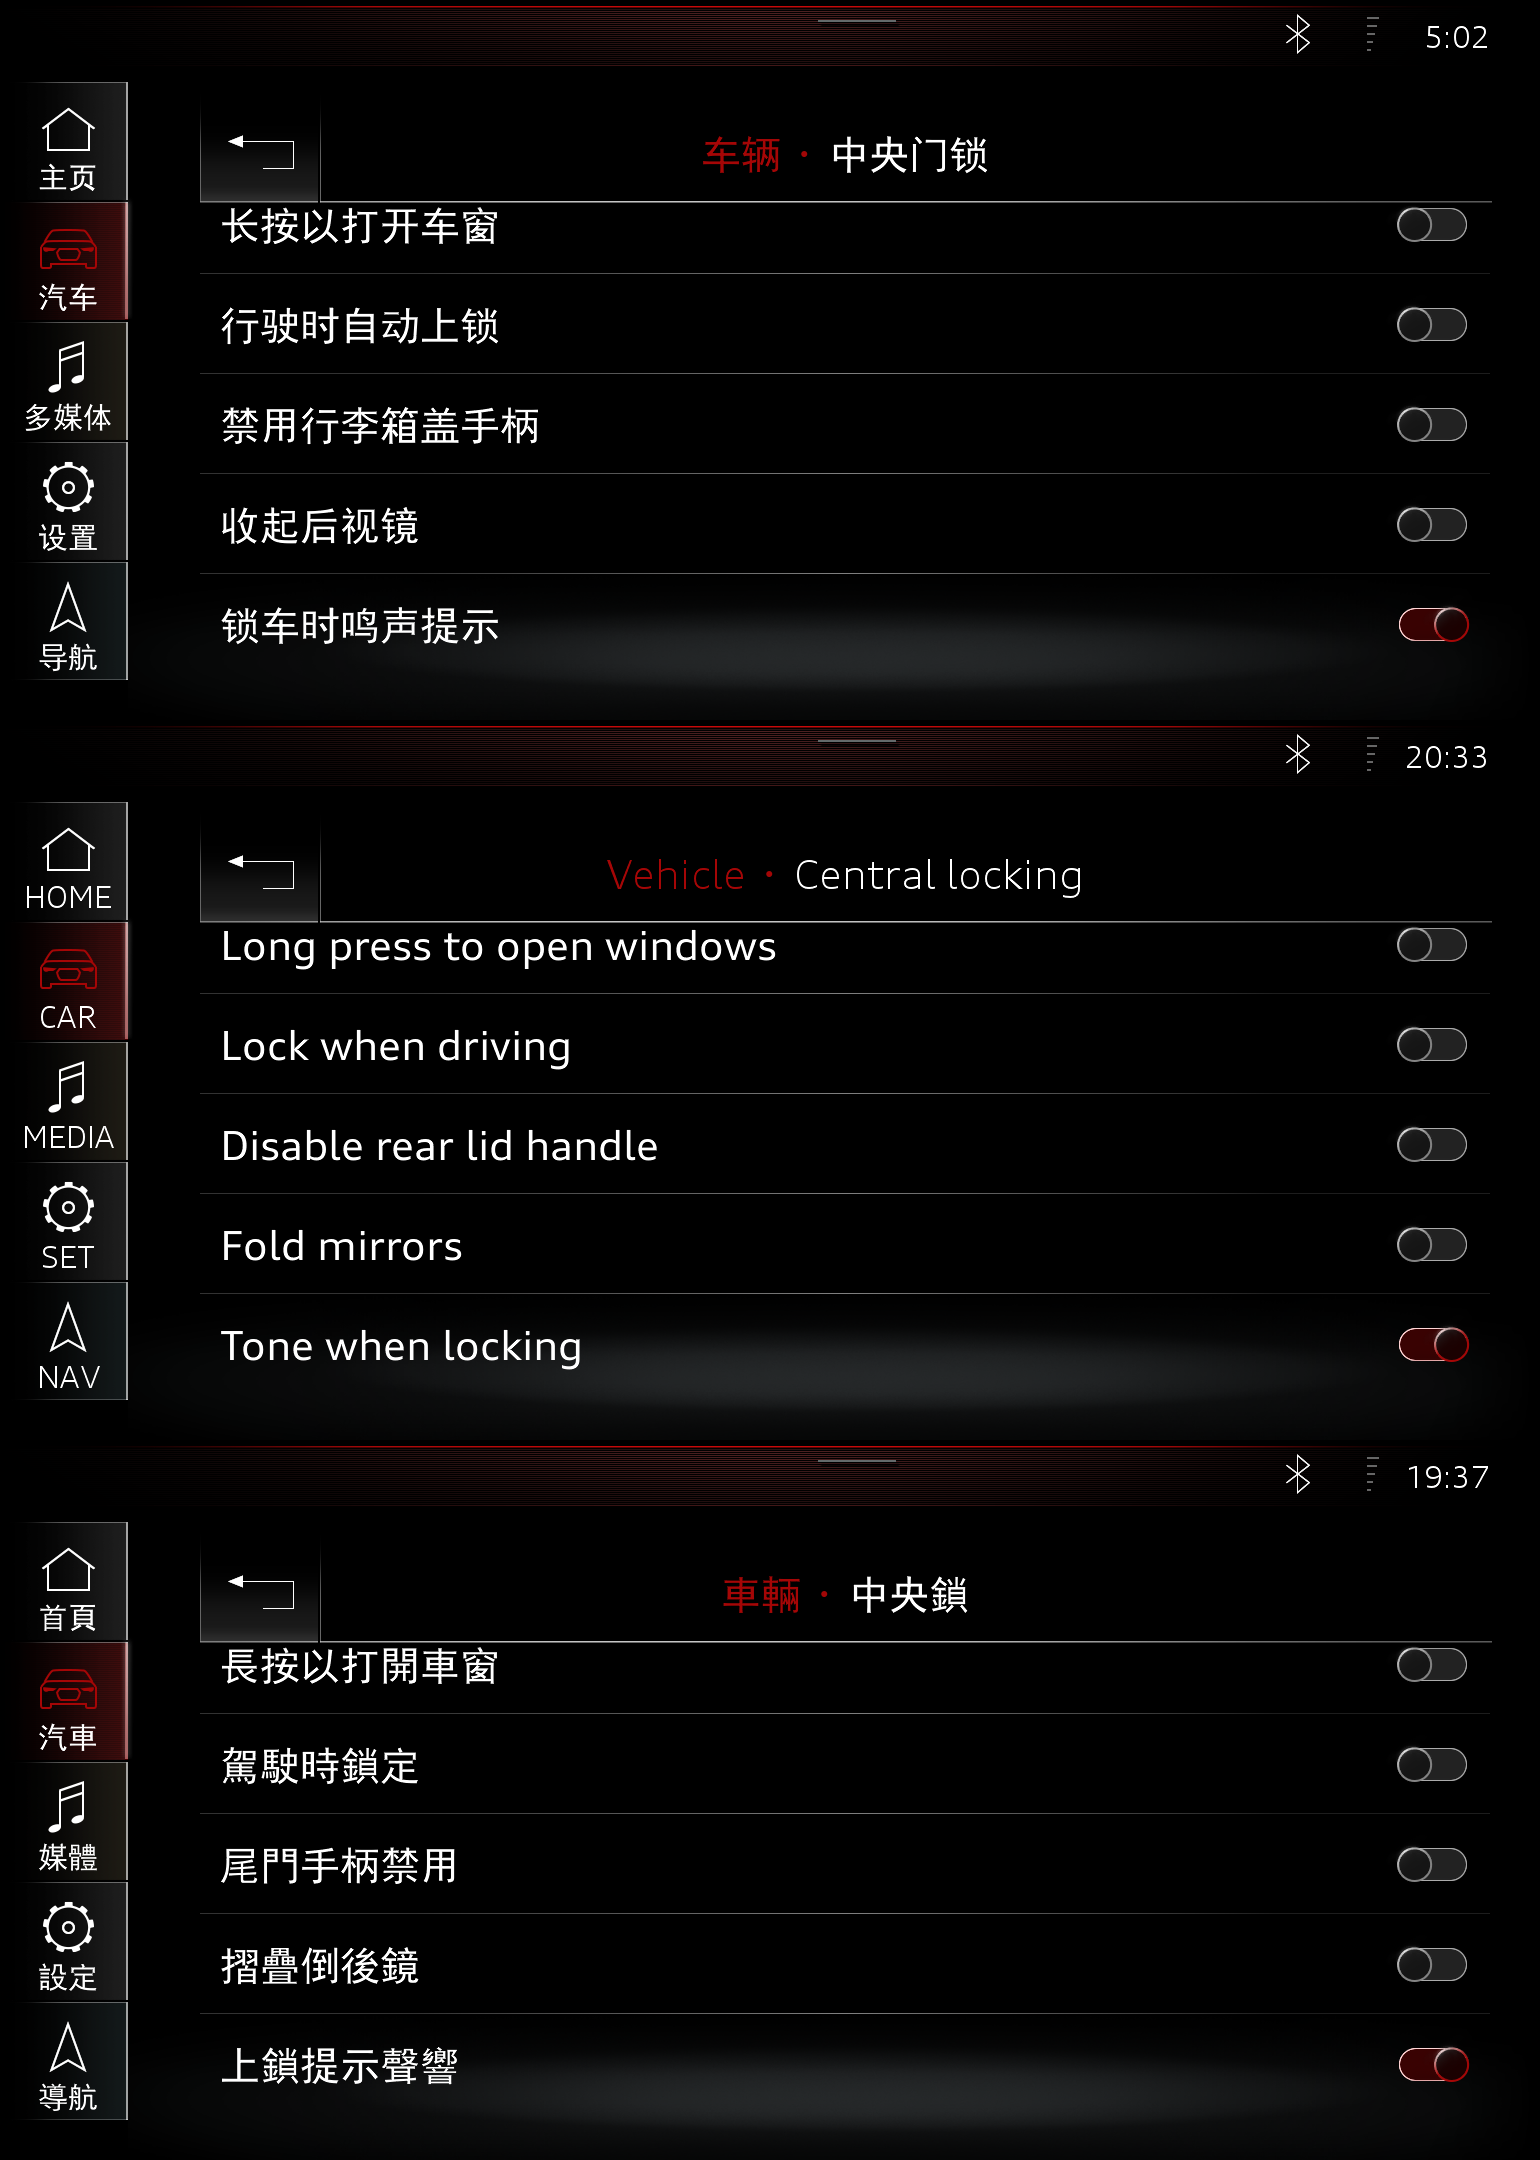 5:02
主页
车辆 · 中央门锁
长按以打开车窗
汽车
行驶时自动上锁
多媒体
禁用行李箱盖手柄
设置
收起后视镜
导航
锁车时鸣声提示
20:33
HOME
Vehicle · Central locking
Long press to open windows
CAR
Lock when driving
MEDIA
Disable rear lid handle
SET
Fold mirrors
NAV
Tone when locking
19:37
首頁
車輛 · 中央鎖
長按以打開車窗
汽車
駕駛時鎖定
媒體
尾門手柄禁用
設定
摺疊倒後鏡
導航
上鎖提示聲響